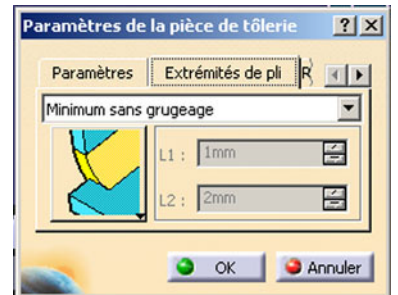 Paramètres de la pièce de tôlerie
Paramètres Extrémités de pli
Minimum sans grugeage
L1 : 1mm
L2 : 2mm
OK Annuler